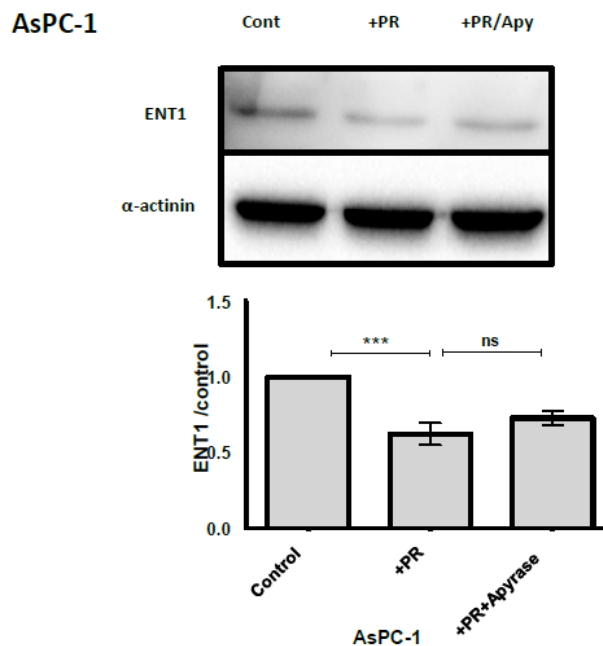 AsPC-1
Cont +PR +PR/Apy
ENT1
α-actinin
1.5
1.0
0.5
0.0
ENT1 /control
*** ns
Control
+PR
+PR+Apyrase
AsPC-1